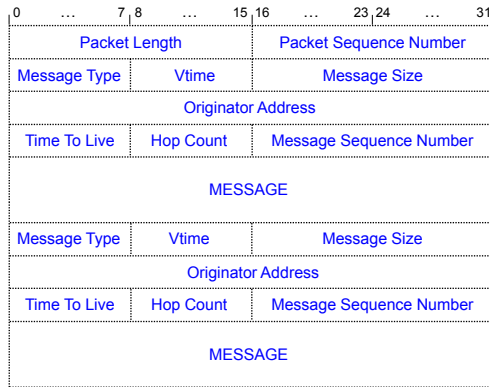 0 ... 7 8 ... 15 16 ... 23 24 ... 31
Packet Length Packet Sequence Number
Message Type Vtime Message Size
Originator Address
Time To Live Hop Count Message Sequence Number
MESSAGE
Message Type Vtime Message Size
Originator Address
Time To Live Hop Count Message Sequence Number
MESSAGE